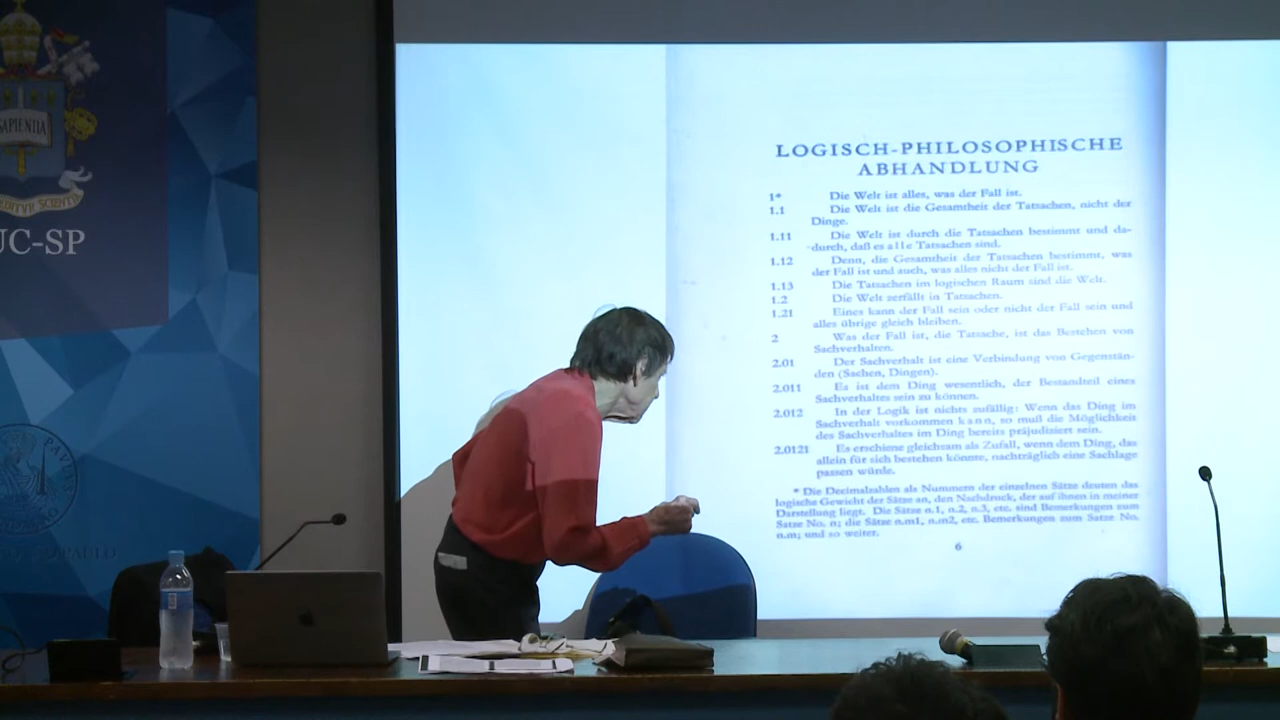 SAPIENTIA
UC-SP
LOGISCH-PHILOSOPHISCHE
ABHANDLUNG
1* Die Welt ist alles, was der Fall ist.
1.1 Die Welt ist die Gesamtheit der Tatsachen, nicht der
Dinge.
1.11 Die Welt ist durch die Tatsachen bestimmt und da-
durch, daß es alle Tatsachen sind.
1.12 Denn, die Gesamtheit der Tatsachen bestimmt, was
der Fall ist und auch, was alles nicht der Fall ist.
1.13 Die Tatsachen im logischen Raum sind die Welt.
1.2 Die Welt zerfällt in Tatsachen.
1.21 Eines kann der Fall sein oder nicht der Fall sein und
alles übrige gleich bleiben.
2 Was der Fall ist, die Tatsache, ist das Bestehen von
Sachverhalten.
2.01 Der Sachverhalt ist eine Verbindung von Gegenstän-
den (Sachen, Dingen).
2.011 Es ist dem Ding wesentlich, der Bestandteil eines
Sachverhaltes sein zu können.
2.012 In der Logik ist nichts zufällig: Wenn das Ding im
Sachverhalt vorkommen kann, so muß die Möglichkeit
des Sachverhaltes im Ding bereits präjudiziert sein.
2.0121 Es erschiene gleichsam als Zufall, wenn dem Ding, das
allein für sich bestehen könnte, nachträglich eine Sachlage
passen würde.
* Die Decimalzahlen als Nummern der einzelnen Sätze deuten das
logische Gewicht der Sätze an, den Nachdruck, der auf ihnen in meiner
Darstellung liegt. Die Sätze n.1, n.2, n.3, etc. sind Bemerkungen zum
Satze No. n; die Sätze n.m1, n.m2, etc. Bemerkungen zum Satze No.
n.m; und so weiter.
6